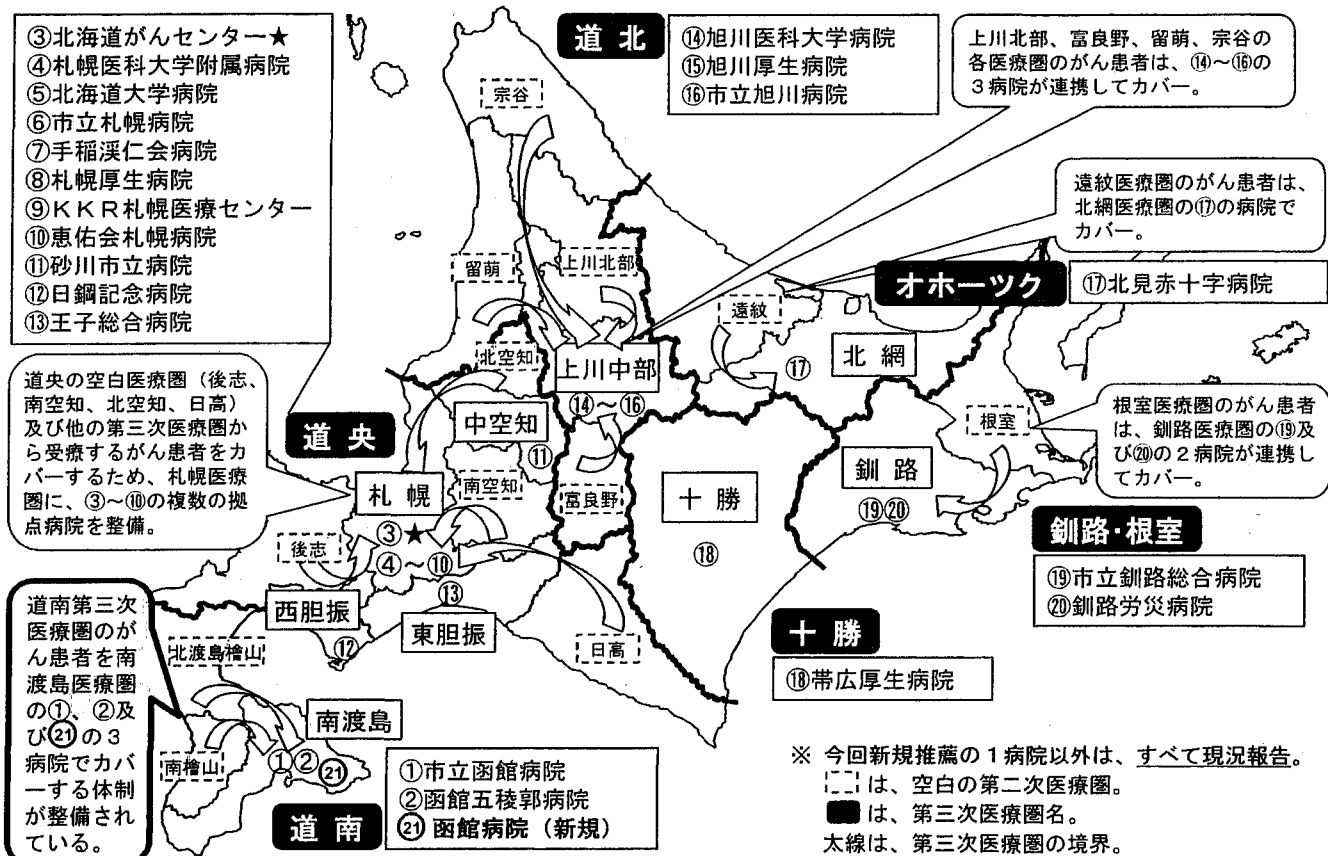 ③北海道がんセンター★
④札幌医科大学附属病院
⑤北海道大学病院
⑥市立札幌病院
⑦手稲渓仁会病院
⑧札幌厚生病院
⑨KKR札幌医療センター
⑩恵佑会札幌病院
⑪砂川市立病院
⑫日鋼記念病院
⑬王子総合病院
道北
⑭旭川医科大学病院
⑮旭川厚生病院
⑯市立旭川病院
上川北部、富良野、留萌、宗谷の
各医療圏のがん患者は、⑭～⑯の
3病院が連携してカバー。
宗谷
留萌
上川北部
遠紋医療圏のがん患者は、
北網医療圏の⑰の病院で
カバー。
オホーツク
⑰北見赤十字病院
遠紋
北網
⑰
北空知
上川中部
⑭～⑯
道央の空白医療圏（後志、
南空知、北空知、日高）
及び他の第三次医療圏か
ら受療するがん患者をカ
バーするため、札幌医療
圏に、③～⑩の複数の拠
点病院を整備。
道央
中空知
⑪
札幌
南空知
富良野
③★
④～⑩
後志
十勝
⑱
釧路
⑲⑳
根室
根室医療圏のがん患者
は、釧路医療圏の⑲及
び⑳の2病院が連携し
てカバー。
釧路・根室
⑲市立釧路総合病院
⑳釧路労災病院
⑬
西胆振
⑫
東胆振
日高
十勝
⑱帯広厚生病院
道南第三次
医療圏のが
ん患者を南
渡島医療圏
の①、②及
び㉑の3
病院でカバ
ーする体制
が整備され
ている。
北渡島檜山
南渡島
南檜山
①②㉑
道南
①市立函館病院
②函館五稜郭病院
㉑函館病院（新規）
※ 今回新規推薦の1病院以外は、すべて現況報告。
は、空白の第二次医療圏。
は、第三次医療圏名。
太線は、第三次医療圏の境界。